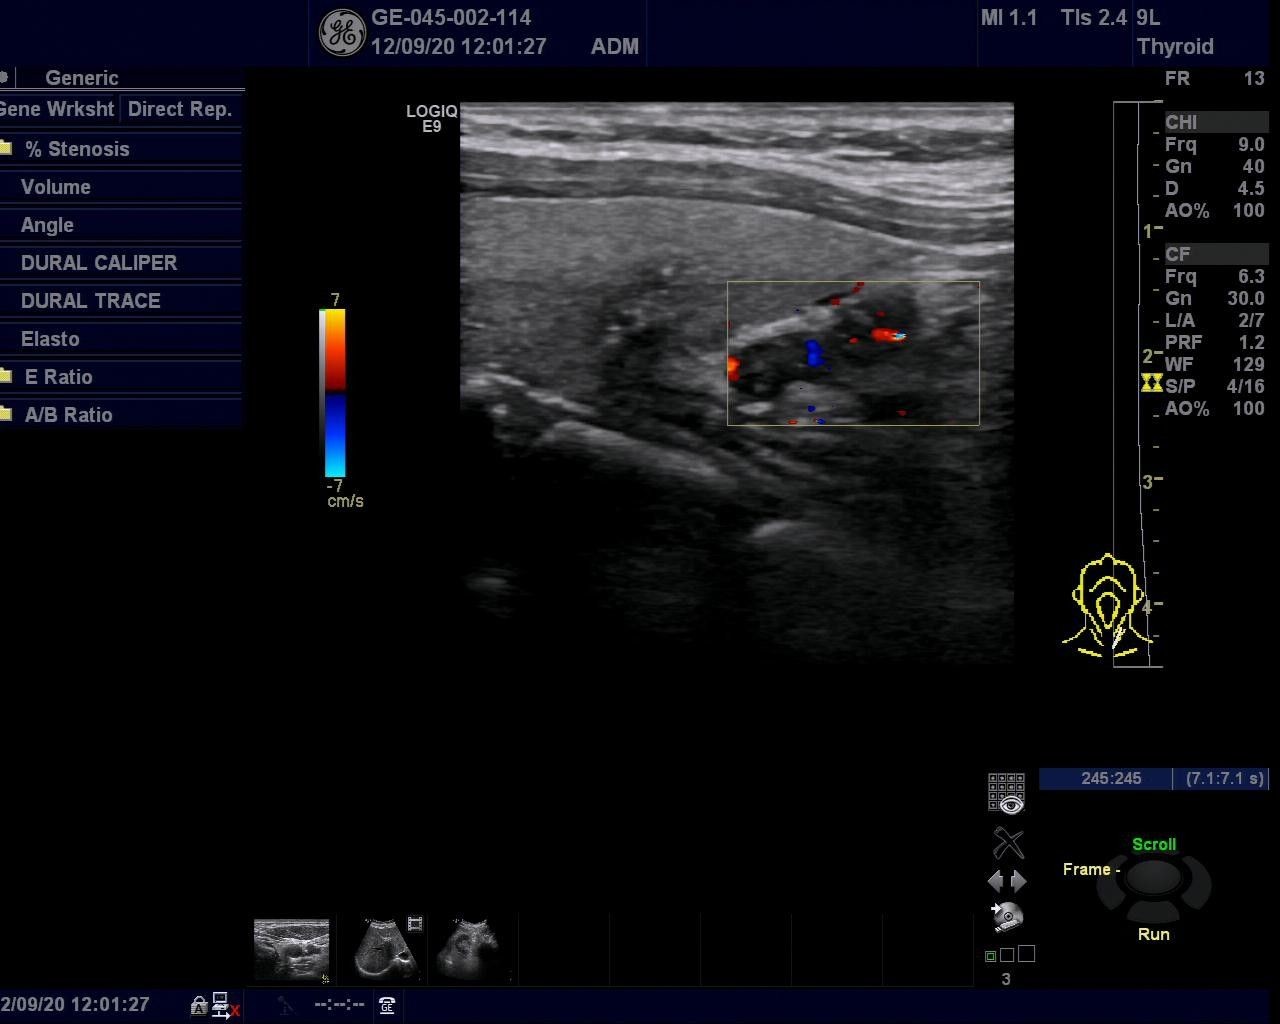 GE-045-002-114
12/09/20 12:01:27 ADM
MI 1.1 TIs 2.4 9L
Thyroid
Generic
Gene Wrksht Direct Rep.
% Stenosis
Volume
Angle
DURAL CALIPER
DURAL TRACE
Elasto
E Ratio
A/B Ratio
LOGIQ
E9
7
-7
cm/s
FR 13
CHI
Frq 9.0
Gn 40
D 4.5
AO% 100
CF
Frq 6.3
Gn 30.0
L/A 2/7
PRF 1.2
WF 129
S/P 4/16
AO% 100
1
2
3
4
245:245 (7.1:7.1 s)
Scroll
Frame -
Run
3
2/09/20 12:01:27
A
X
--:--:--
GE